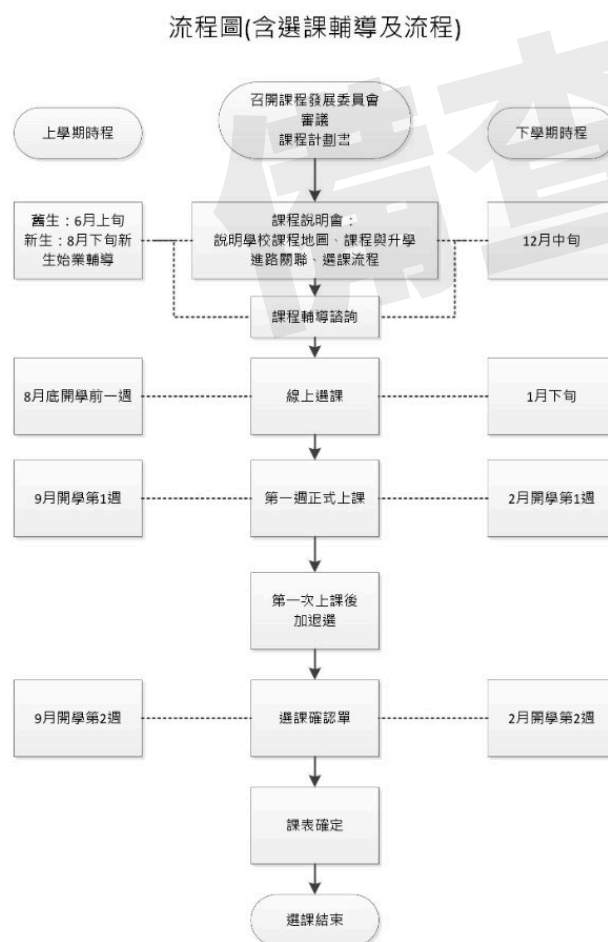 流程圖(含選課輔導及流程)
上學期時程
召開課程發展委員會
審議
課程計劃書
下學期時程
舊生：6月上旬
新生：8月下旬新
生始業輔導
課程說明會：
說明學校課程地圖、課程與升學
進路關聯、選課流程
12月中旬
課程輔導諮詢
8月底開學前一週
線上選課
1月下旬
9月開學第1週
第一週正式上課
2月開學第1週
第一次上課後
加退選
9月開學第2週
選課確認單
2月開學第2週
課表確定
選課結束
備查